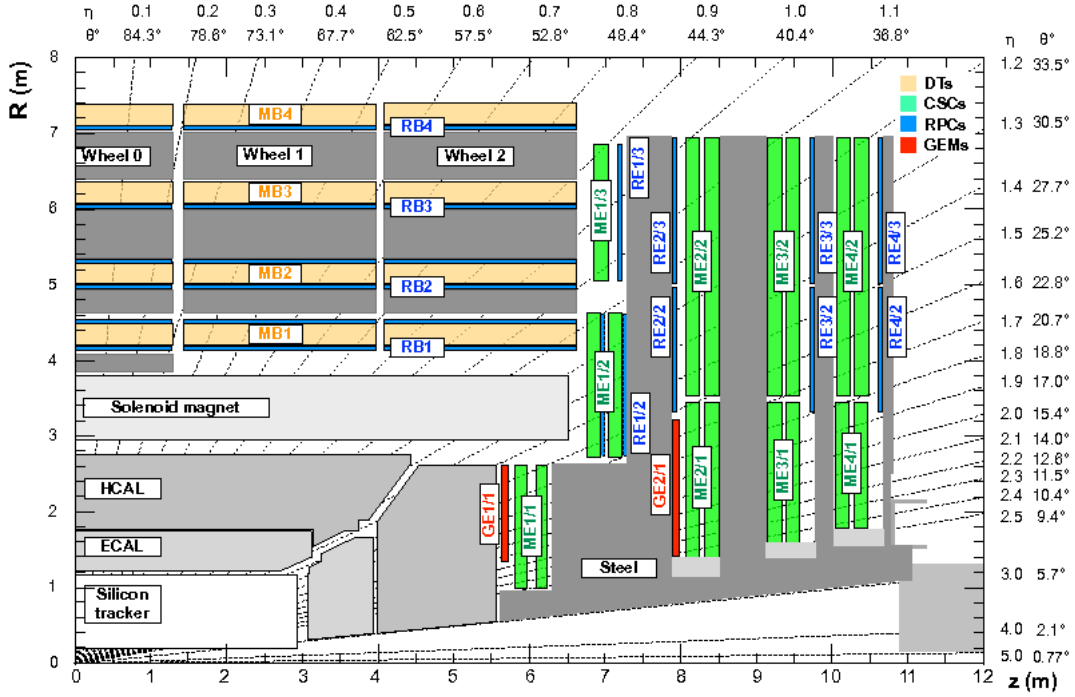 η 0.1 0.2 0.3 0.4 0.5 0.6 0.7 0.8 0.9 1.0 1.1
θ° 84.3° 78.6° 73.1° 67.7° 62.5° 57.5° 52.8° 48.4° 44.3° 40.4° 36.8° η θ°
R (m)
8
7
6
5
4
3
2
1
0
0 1 2 3 4 5 6 7 8 9 10 11 12
z (m)
1.2 33.5°
1.3 30.5°
1.4 27.7°
1.5 25.2°
1.6 22.8°
1.7 20.7°
1.8 18.8°
1.9 17.0°
2.0 15.4°
2.1 14.0°
2.2 12.8°
2.3 11.5°
2.4 10.4°
2.5 9.4°
3.0 5.7°
4.0 2.1°
5.0 0.77°
DTs
CSCs
RPCs
GEMs
MB4
RB4
Wheel 0
Wheel 1
Wheel 2
MB3
RB3
MB2
RB2
MB1
RB1
Solenoid magnet
HCAL
ECAL
Silicon
tracker
Steel
GE1/1
ME1/1
ME1/2
ME1/3
RE1/3
RE1/2
RE2/3
RE2/2
GE2/1
ME2/2
ME2/1
ME3/2
ME3/1
RE3/3
RE3/2
ME4/2
ME4/1
RE4/3
RE4/2